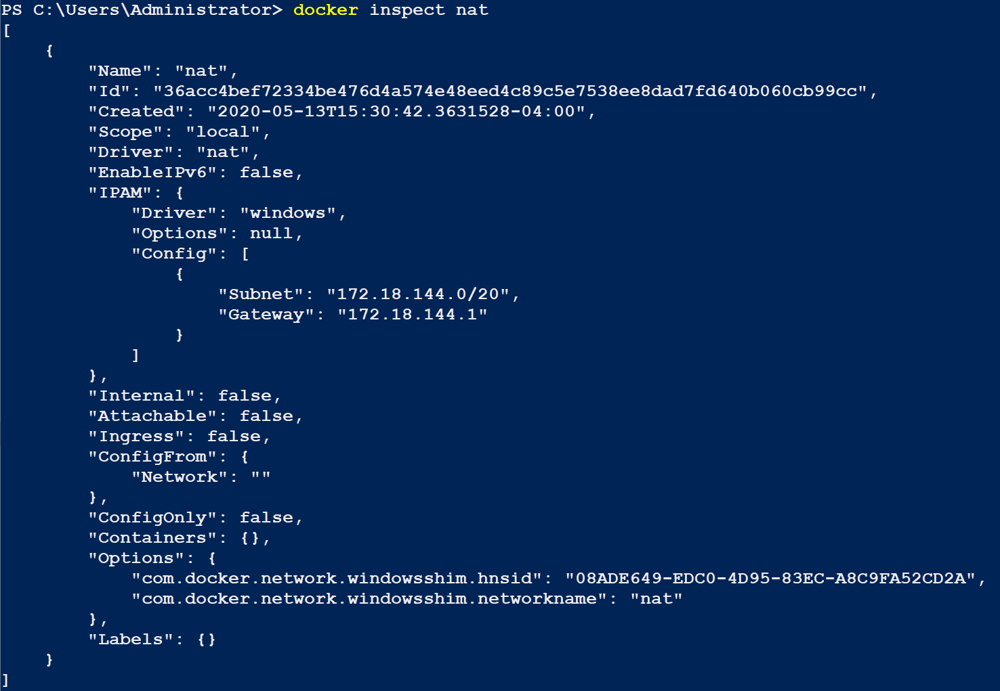 PS C:\Users\Administrator> docker inspect nat
[
    {
        "Name": "nat",
        "Id": "36acc4bef72334be476d4a574e48eed4c89c5e7538ee8dad7fd640b060cb99cc",
        "Created": "2020-05-13T15:30:42.3631528-04:00",
        "Scope": "local",
        "Driver": "nat",
        "EnableIPv6": false,
        "IPAM": {
            "Driver": "windows",
            "Options": null,
            "Config": [
                {
                    "Subnet": "172.18.144.0/20",
                    "Gateway": "172.18.144.1"
                }
            ]
        },
        "Internal": false,
        "Attachable": false,
        "Ingress": false,
        "ConfigFrom": {
            "Network": ""
        },
        "ConfigOnly": false,
        "Containers": {},
        "Options": {
            "com.docker.network.windowsshim.hnsid": "08ADE649-EDC0-4D95-83EC-A8C9FA52CD2A",
            "com.docker.network.windowsshim.networkname": "nat"
        },
        "Labels": {}
    }
]